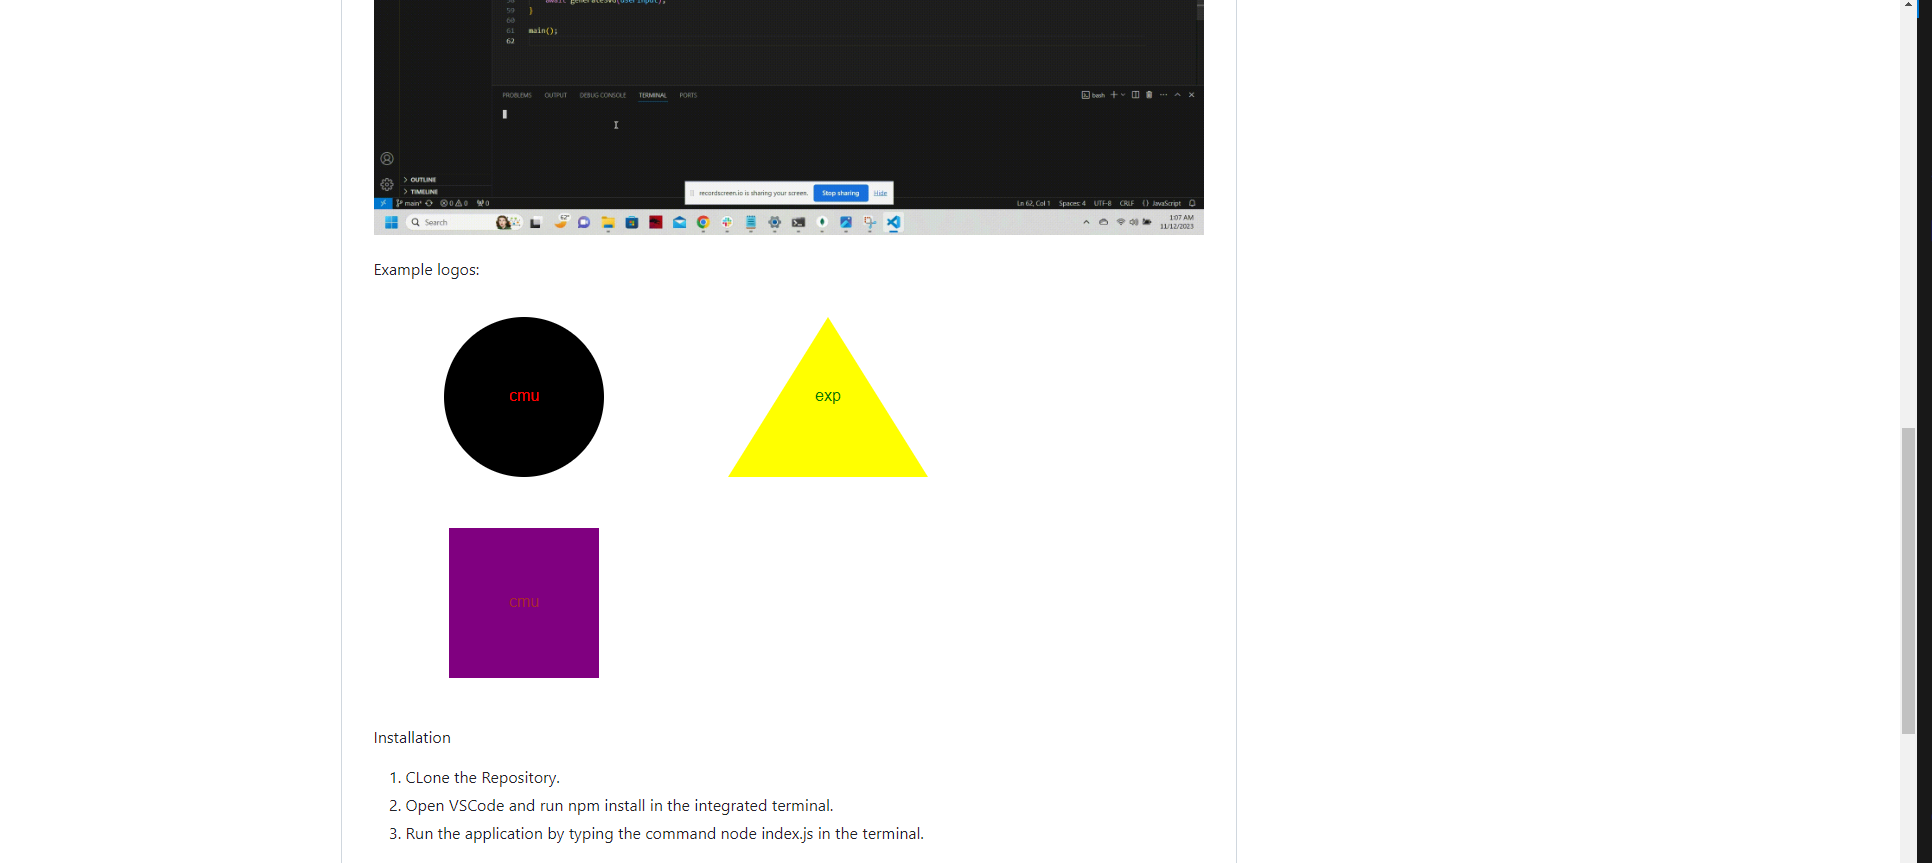 58 await generateSVG(userInput);
59 }
60
61 main();
62
PROBLEMS OUTPUT DEBUG CONSOLE TERMINAL PORTS bash
> OUTLINE
> TIMELINE
recordscreen.io is sharing your screen. Stop sharing Hide
main* 0 0 0 Ln 62, Col 1 Spaces: 4 UTF-8 CRLF {} JavaScript
Search 62° 1:07 AM
11/12/2023
Example logos:
cmu exp
cmu
Installation
1. CLone the Repository.
2. Open VSCode and run npm install in the integrated terminal.
3. Run the application by typing the command node index.js in the terminal.